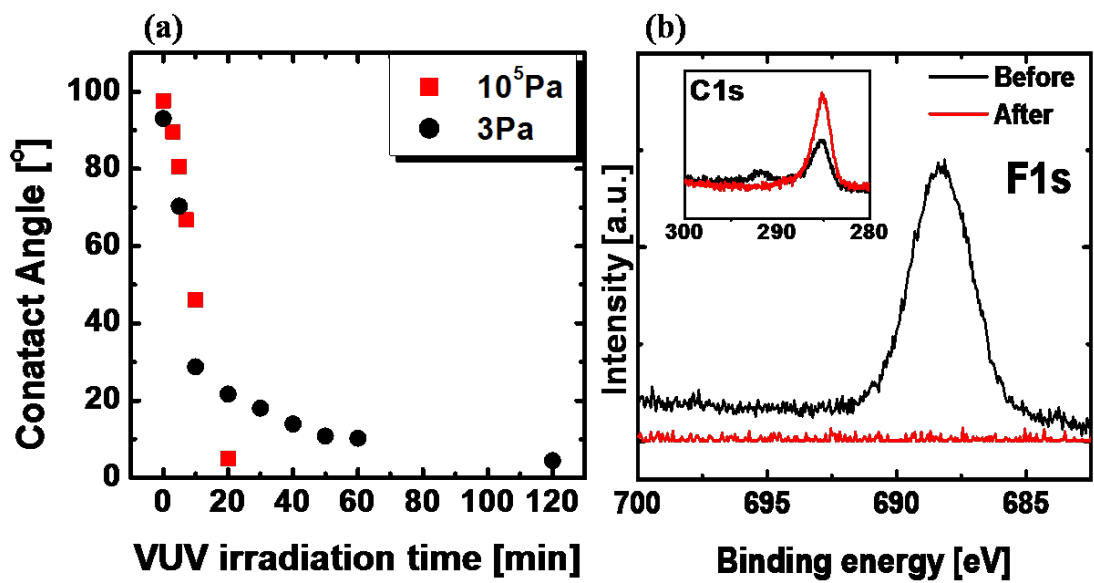 (a)
10⁵Pa
3Pa
Conatact Angle [°]
100
80
60
40
20
0
0 20 40 60 80 100 120
VUV irradiation time [min]
(b)
Before
After
F1s
C1s
300 290 280
Intensity [a.u.]
700 695 690 685
Binding energy [eV]